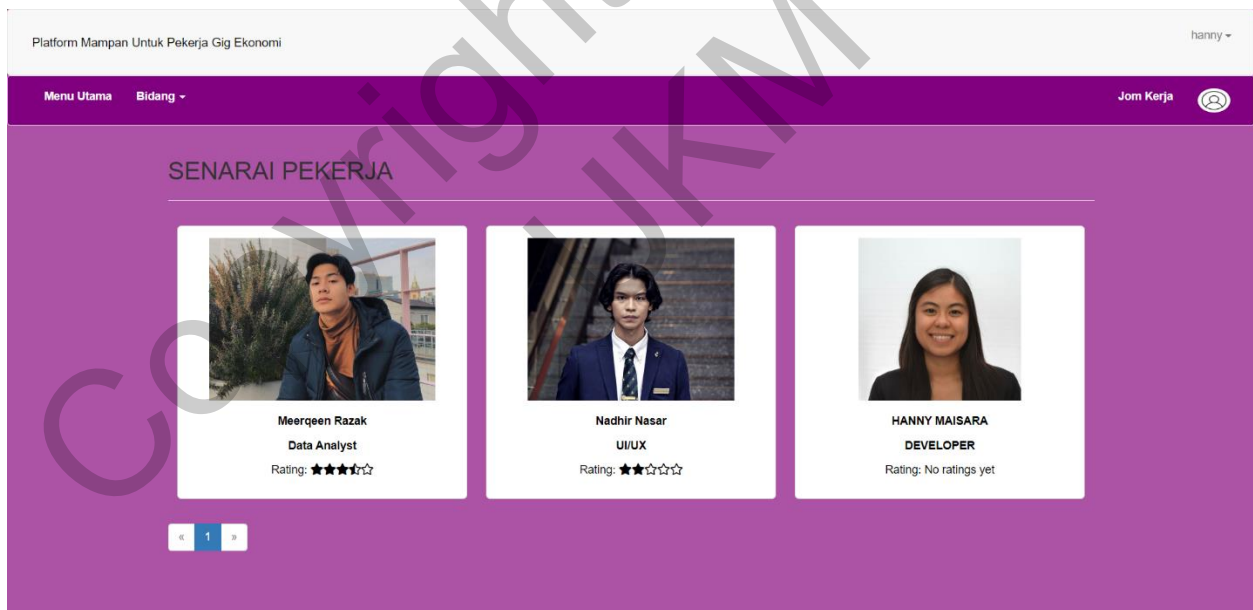 Platform Mampan Untuk Pekerja Gig Ekonomi
hanny
Menu Utama Bidang Jom Kerja
SENARAI PEKERJA
Meerqeen Razak
Data Analyst
Rating:
Nadhir Nasar
UI/UX
Rating:
HANNY MAISARA
DEVELOPER
Rating: No ratings yet
« 1 »
Copyright
UKM